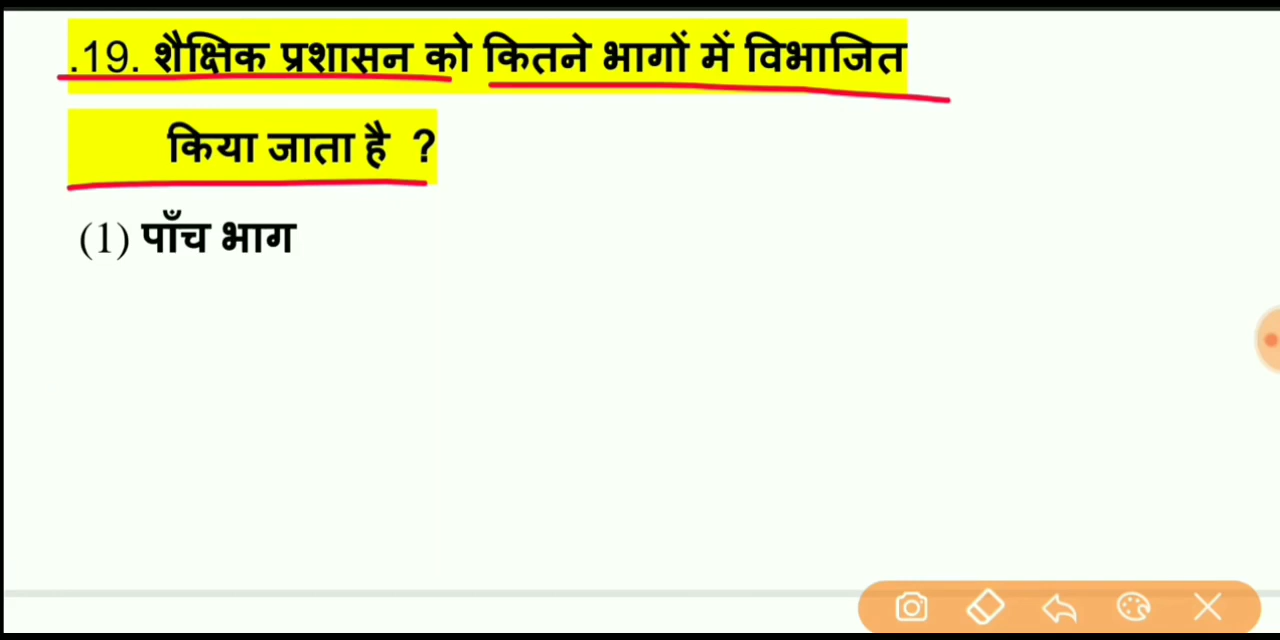 .19. शैक्षिक प्रशासन को कितने भागों में विभाजित
किया जाता है ?
(1) पाँच भाग